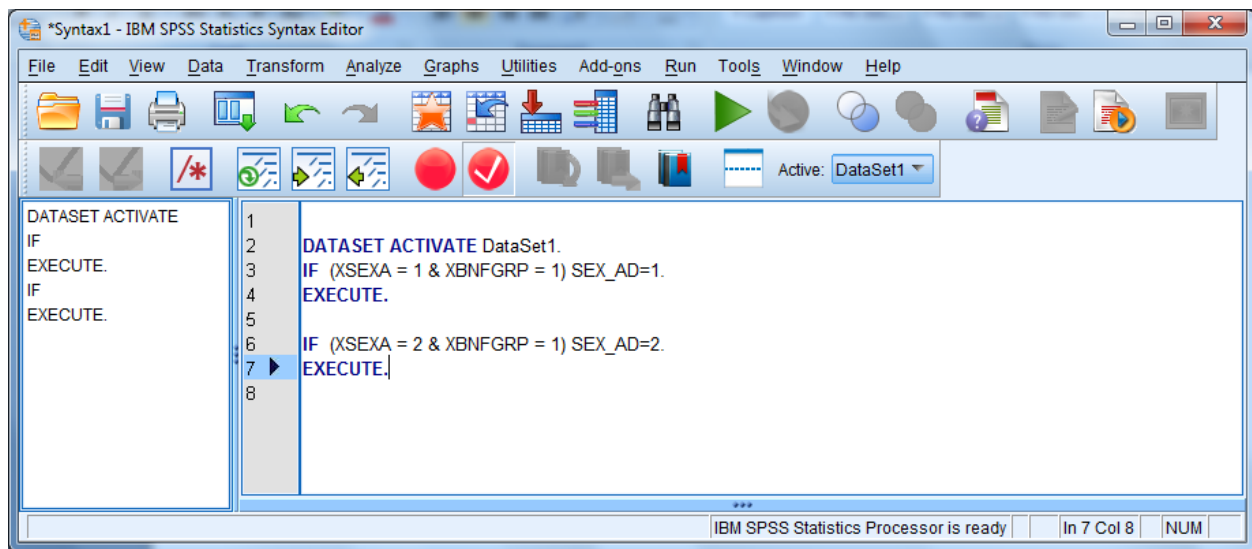 *Syntax1 - IBM SPSS Statistics Syntax Editor
File Edit View Data Transform Analyze Graphs Utilities Add-ons Run Tools Window Help
/*
Active: DataSet1
DATASET ACTIVATE
IF
EXECUTE.
IF
EXECUTE.
1
2 DATASET ACTIVATE DataSet1.
3 IF (XSEXA = 1 & XBNFGRP = 1) SEX_AD=1.
4 EXECUTE.
5
6 IF (XSEXA = 2 & XBNFGRP = 1) SEX_AD=2.
7 EXECUTE.
8
IBM SPSS Statistics Processor is ready In 7 Col 8 NUM